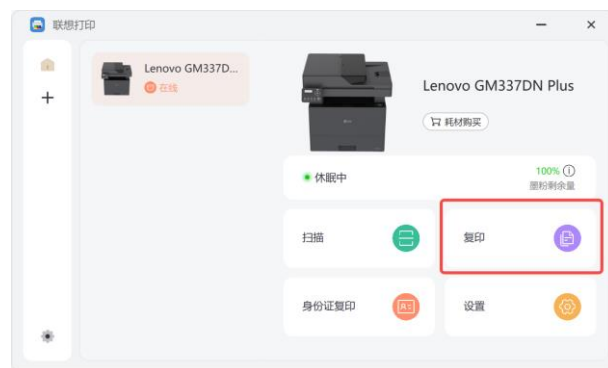 联想打印
Lenovo GM337D...
在线
Lenovo GM337DN Plus
耗材购买
休眠中
100%
墨粉剩余量
扫描
复印
身份证复印
设置